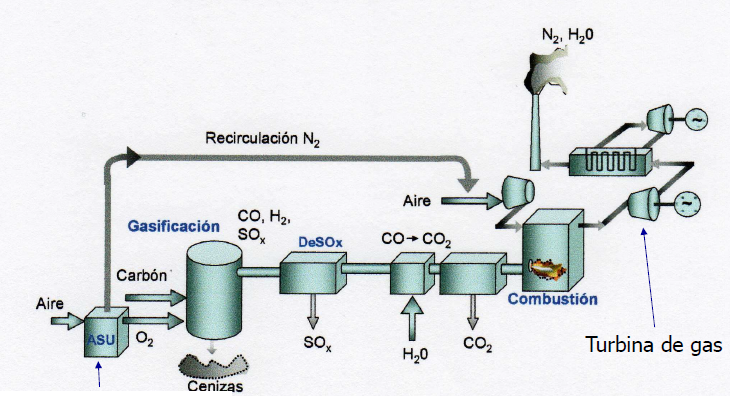 N₂, H₂0
Recirculación N₂
Aire
Gasificación
CO, H₂,
SOₓ
DeSOx
CO→CO₂
Carbón
Combustión
Aire
ASU
O₂
SOₓ
H₂0
CO₂
Turbina de gas
Cenizas
~
~